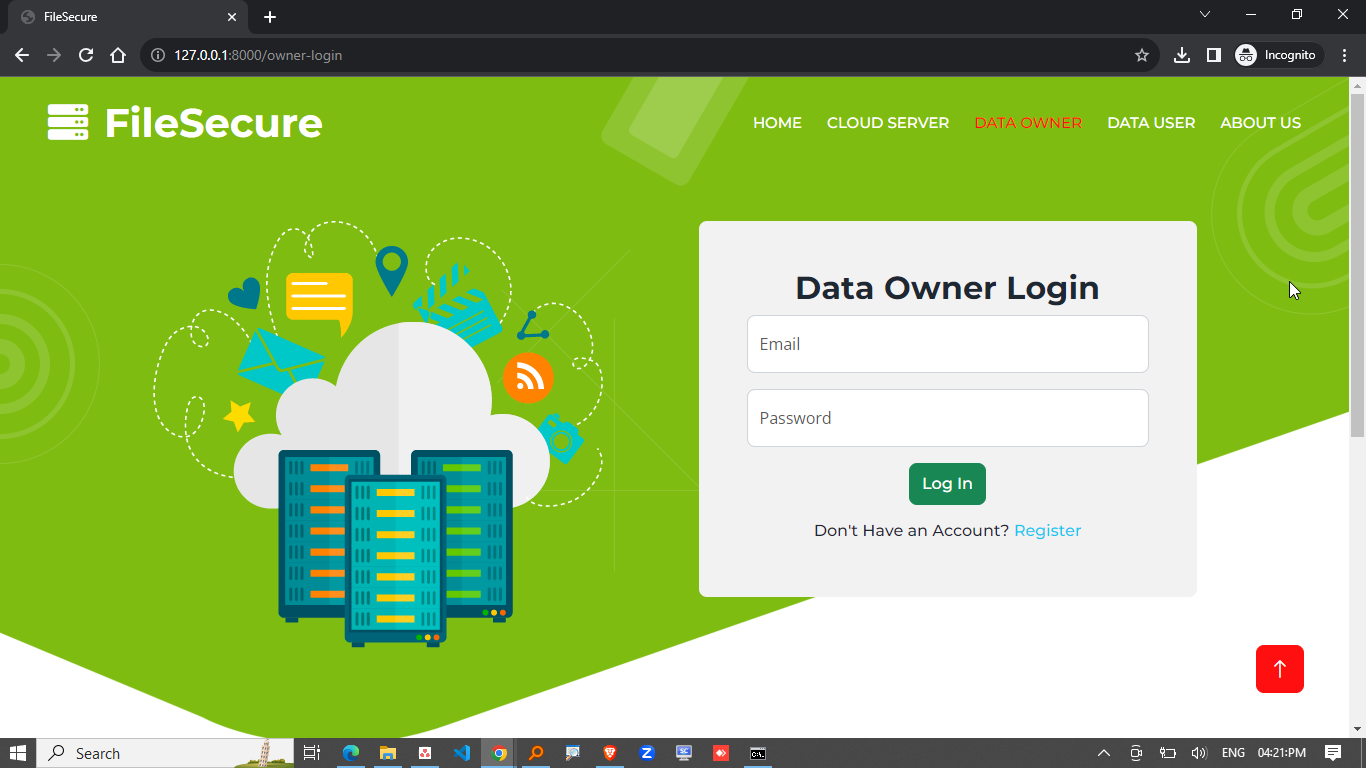 FileSecure
127.0.0.1:8000/owner-login
Incognito
FileSecure
HOME CLOUD SERVER DATA OWNER DATA USER ABOUT US
Data Owner Login
Email
Password
Log In
Don't Have an Account? Register
Search
ENG 04:21:PM